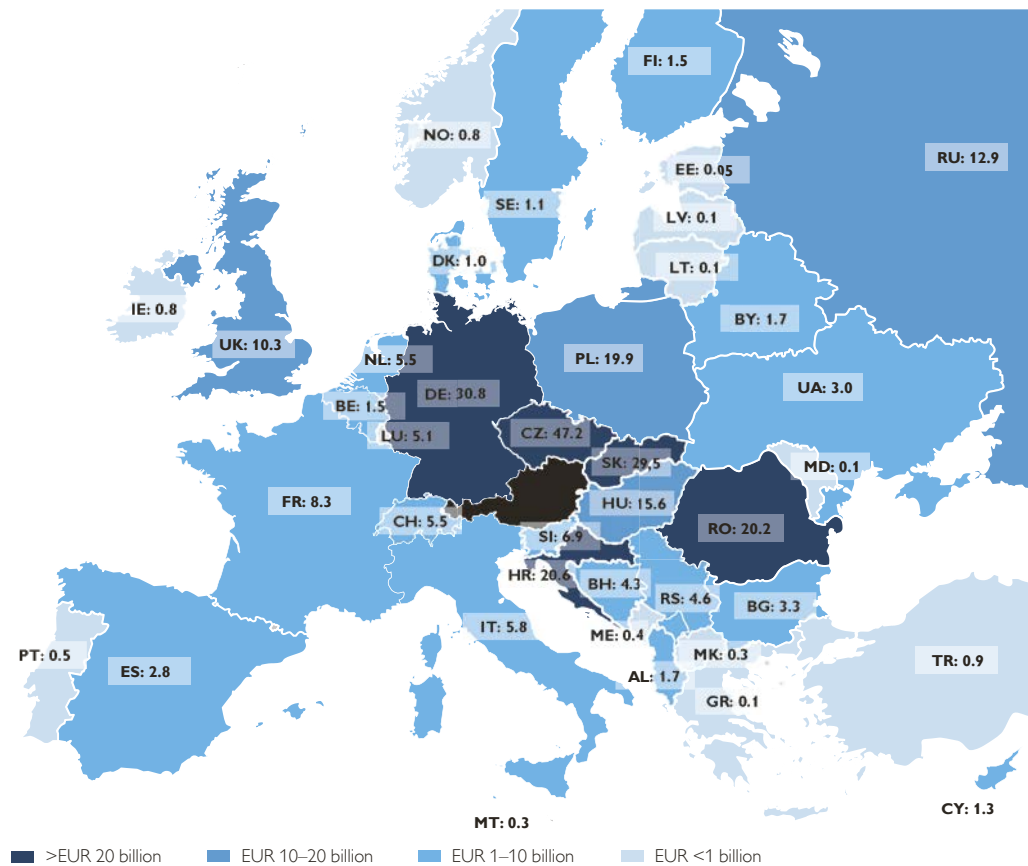 FI: 1.5
NO: 0.8
RU: 12.9
EE: 0.05
SE: 1.1
LV: 0.1
DK: 1.0
LT: 0.1
IE: 0.8
BY: 1.7
UK: 10.3
NL: 5.5
PL: 19.9
DE: 30.8
UA: 3.0
BE: 1.5
LU: 5.1
CZ: 47.2
SK: 29,5
MD: 0.1
FR: 8.3
HU: 15.6
CH: 5.5
RO: 20.2
SI: 6.9
HR: 20.6
BH: 4.3
RS: 4.6
BG: 3.3
IT: 5.8
ME: 0.4
PT: 0.5
MK: 0.3
TR: 0.9
ES: 2.8
AL: 1.7
GR: 0.1
CY: 1.3
MT: 0.3
>EUR 20 billion EUR 10–20 billion EUR 1–10 billion EUR <1 billion